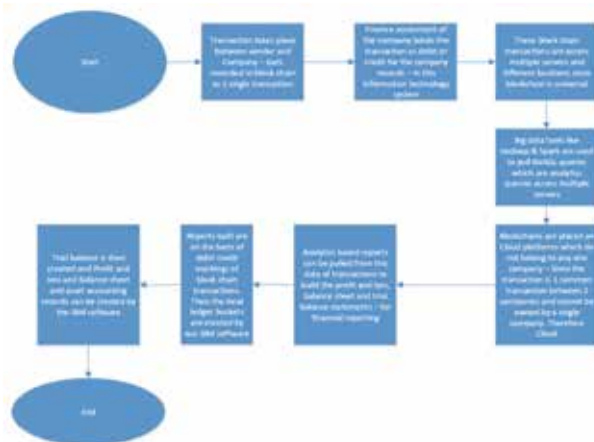 Start
Transaction takes place
between vendor and
Company – Gets
recorded in block chain
as 1 single transaction
Finance accountant of
the company sends the
transaction as debit or
Credit for the company
records – in the
information technology
system
These block chain
transactions are across
multiple servers and
different locations since
blockchain is universal
Big data tools like
Hadoop & Spark are used
to pull NoSQL queries
which are analytics
queries across multiple
servers
Blockchains are placed on
Cloud platforms which do
not belong to any one
company – Since the
transaction is 1 common
transaction between 2
and cannot be
owned by a single
company. Therefore
Cloud
Analytics based reports
can be pulled from this
data of transactions to
build the profit and loss,
balance sheet and trial
balance statements – for
financial reporting
Reports built are
on the basis of
debit credit
markings of
block chain
transactions.
Then the
ledger buckets
are created by
our IBM software
Trial balance is then
created and Profit and
loss and Balance sheet
and asset accounting
records can be created by
the IBM software
End